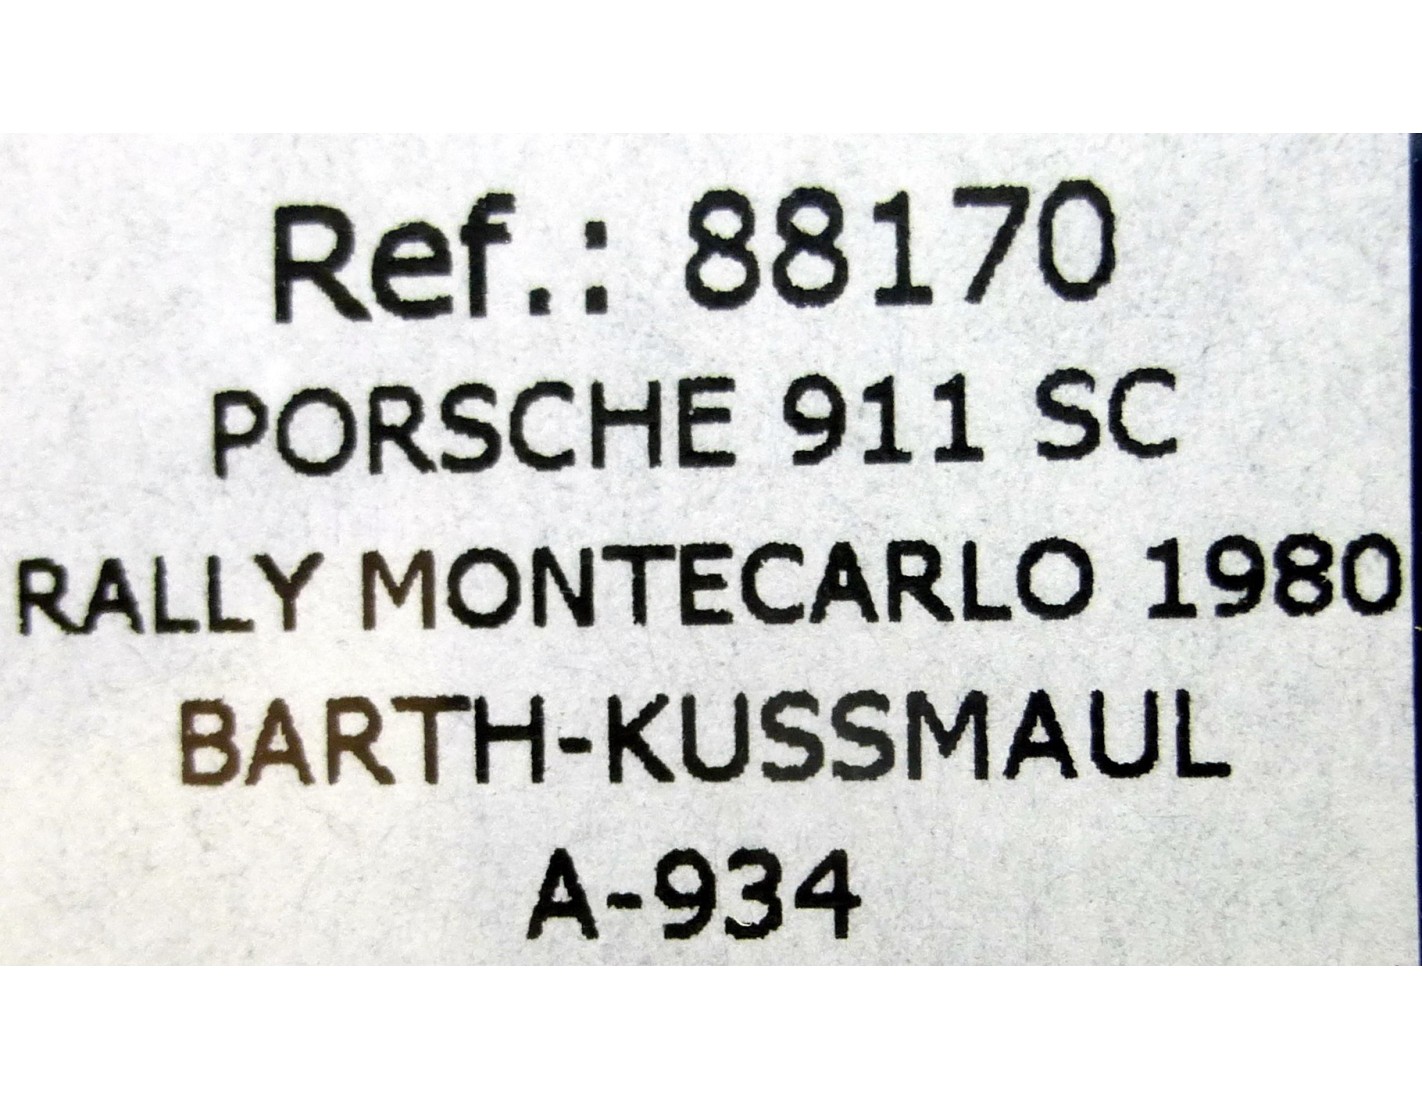 Ref.: 88170
PORSCHE 911 SC
RALLY MONTECARLO 1980
BARTH-KUSSMAUL
A-934